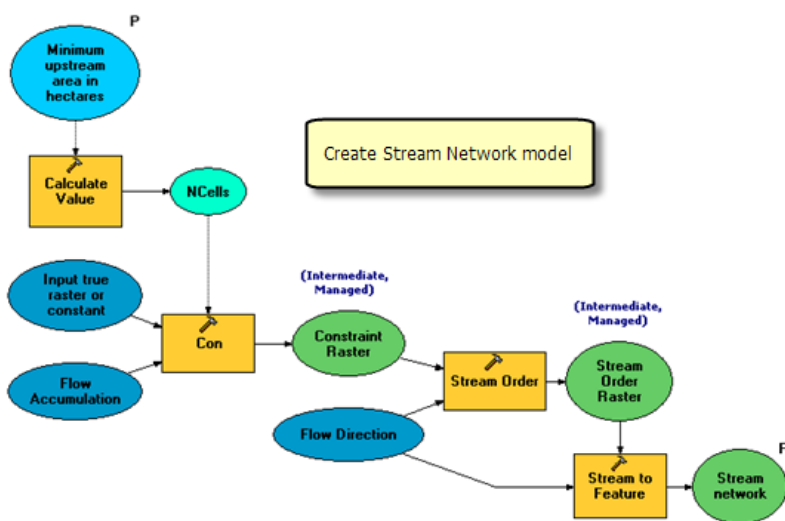 P
Minimum
upstream
area in
hectares
Create Stream Network model
Calculate
Value
NCells
Input true
raster or
constant
(Intermediate,
Managed)
(Intermediate,
Managed)
Con
Constraint
Raster
Stream Order
Stream
Order
Raster
Flow
Accumulation
Flow Direction
P
Stream to
Feature
Stream
network